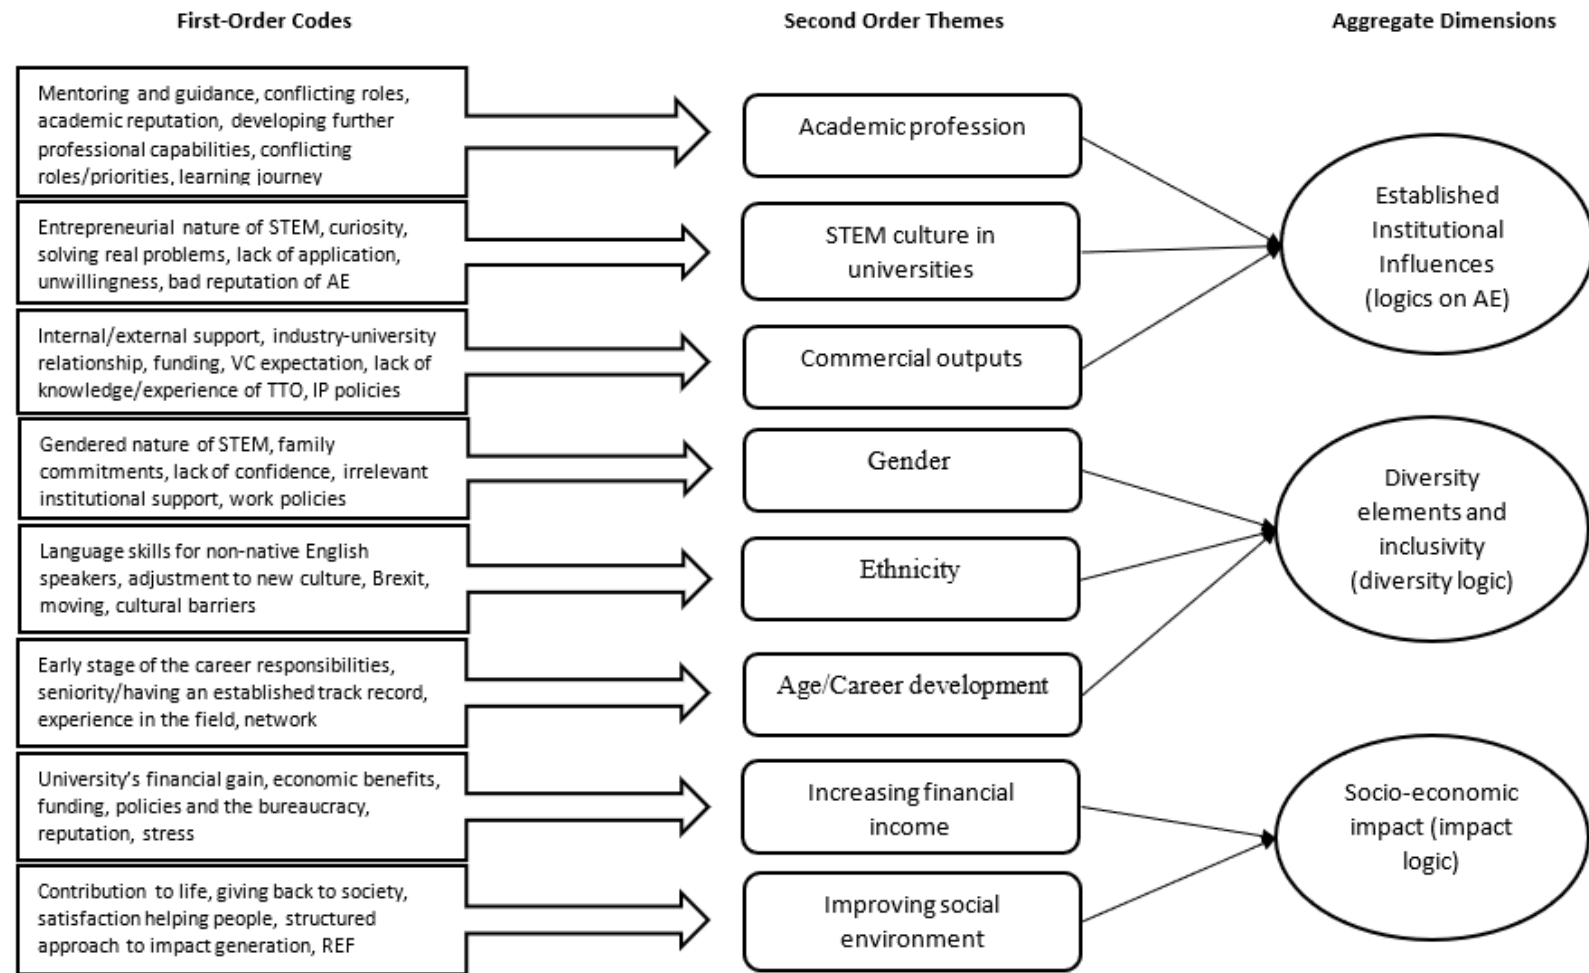 First-Order Codes
Second Order Themes
Aggregate Dimensions
Mentoring and guidance, conflicting roles,
academic reputation, developing further
professional capabilities, conflicting
roles/priorities, learning journey
Academic profession
Entrepreneurial nature of STEM, curiosity,
solving real problems, lack of application,
unwillingness, bad reputation of AE
STEM culture in
universities
Internal/external support, industry-university
relationship, funding, VC expectation, lack of
knowledge/experience of TTO, IP policies
Commercial outputs
Established
Institutional
Influences
(logics on AE)
Gendered nature of STEM, family
commitments, lack of confidence, irrelevant
institutional support, work policies
Gender
Language skills for non-native English
speakers, adjustment to new culture, Brexit,
moving, cultural barriers
Ethnicity
Early stage of the career responsibilities,
seniority/having an established track record,
experience in the field, network
Age/Career development
Diversity
elements and
inclusivity
(diversity logic)
University’s financial gain, economic benefits,
funding, policies and the bureaucracy,
reputation, stress
Increasing financial
income
Contribution to life, giving back to society,
satisfaction helping people, structured
approach to impact generation, REF
Improving social
environment
Socio-economic
impact (impact
logic)